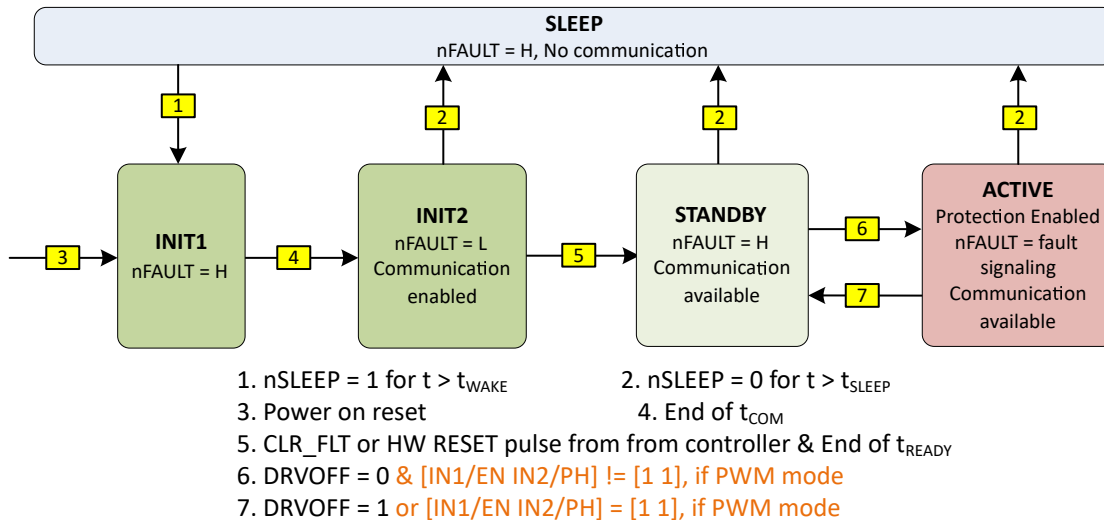 SLEEP
nFAULT = H, No communication
1
2
2
2
INIT1
nFAULT = H
INIT2
nFAULT = L
Communication
enabled
STANDBY
nFAULT = H
Communication
available
ACTIVE
Protection Enabled
nFAULT = fault
signaling
Communication
available
3
4
5
6
7
1. nSLEEP = 1 for t > tWAKE
2. nSLEEP = 0 for t > tSLEEP
3. Power on reset
4. End of tCOM
5. CLR_FLT or HW RESET pulse from from controller & End of tREADY
6. DRVOFF = 0 & [IN1/EN IN2/PH] != [1 1], if PWM mode
7. DRVOFF = 1 or [IN1/EN IN2/PH] = [1 1], if PWM mode